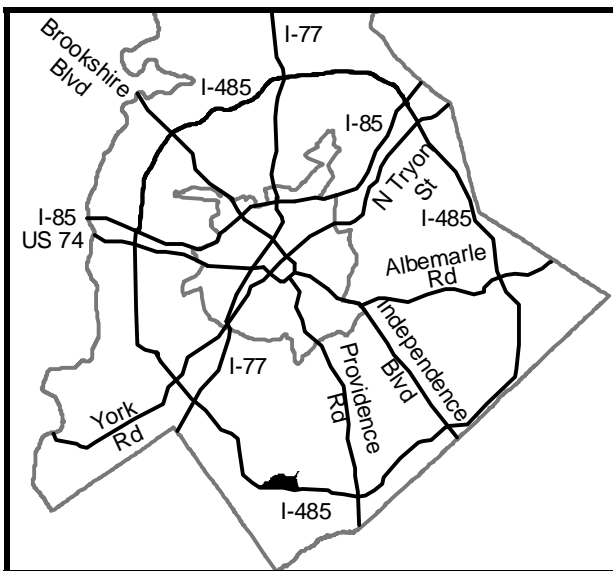 I-77
Brookshire
Blvd
I-485
I-85
N Tryon
St
I-85
I-485
US 74
Albemarle
Rd
Independence
Blvd
Providence
Rd
I-77
York
Rd
I-485